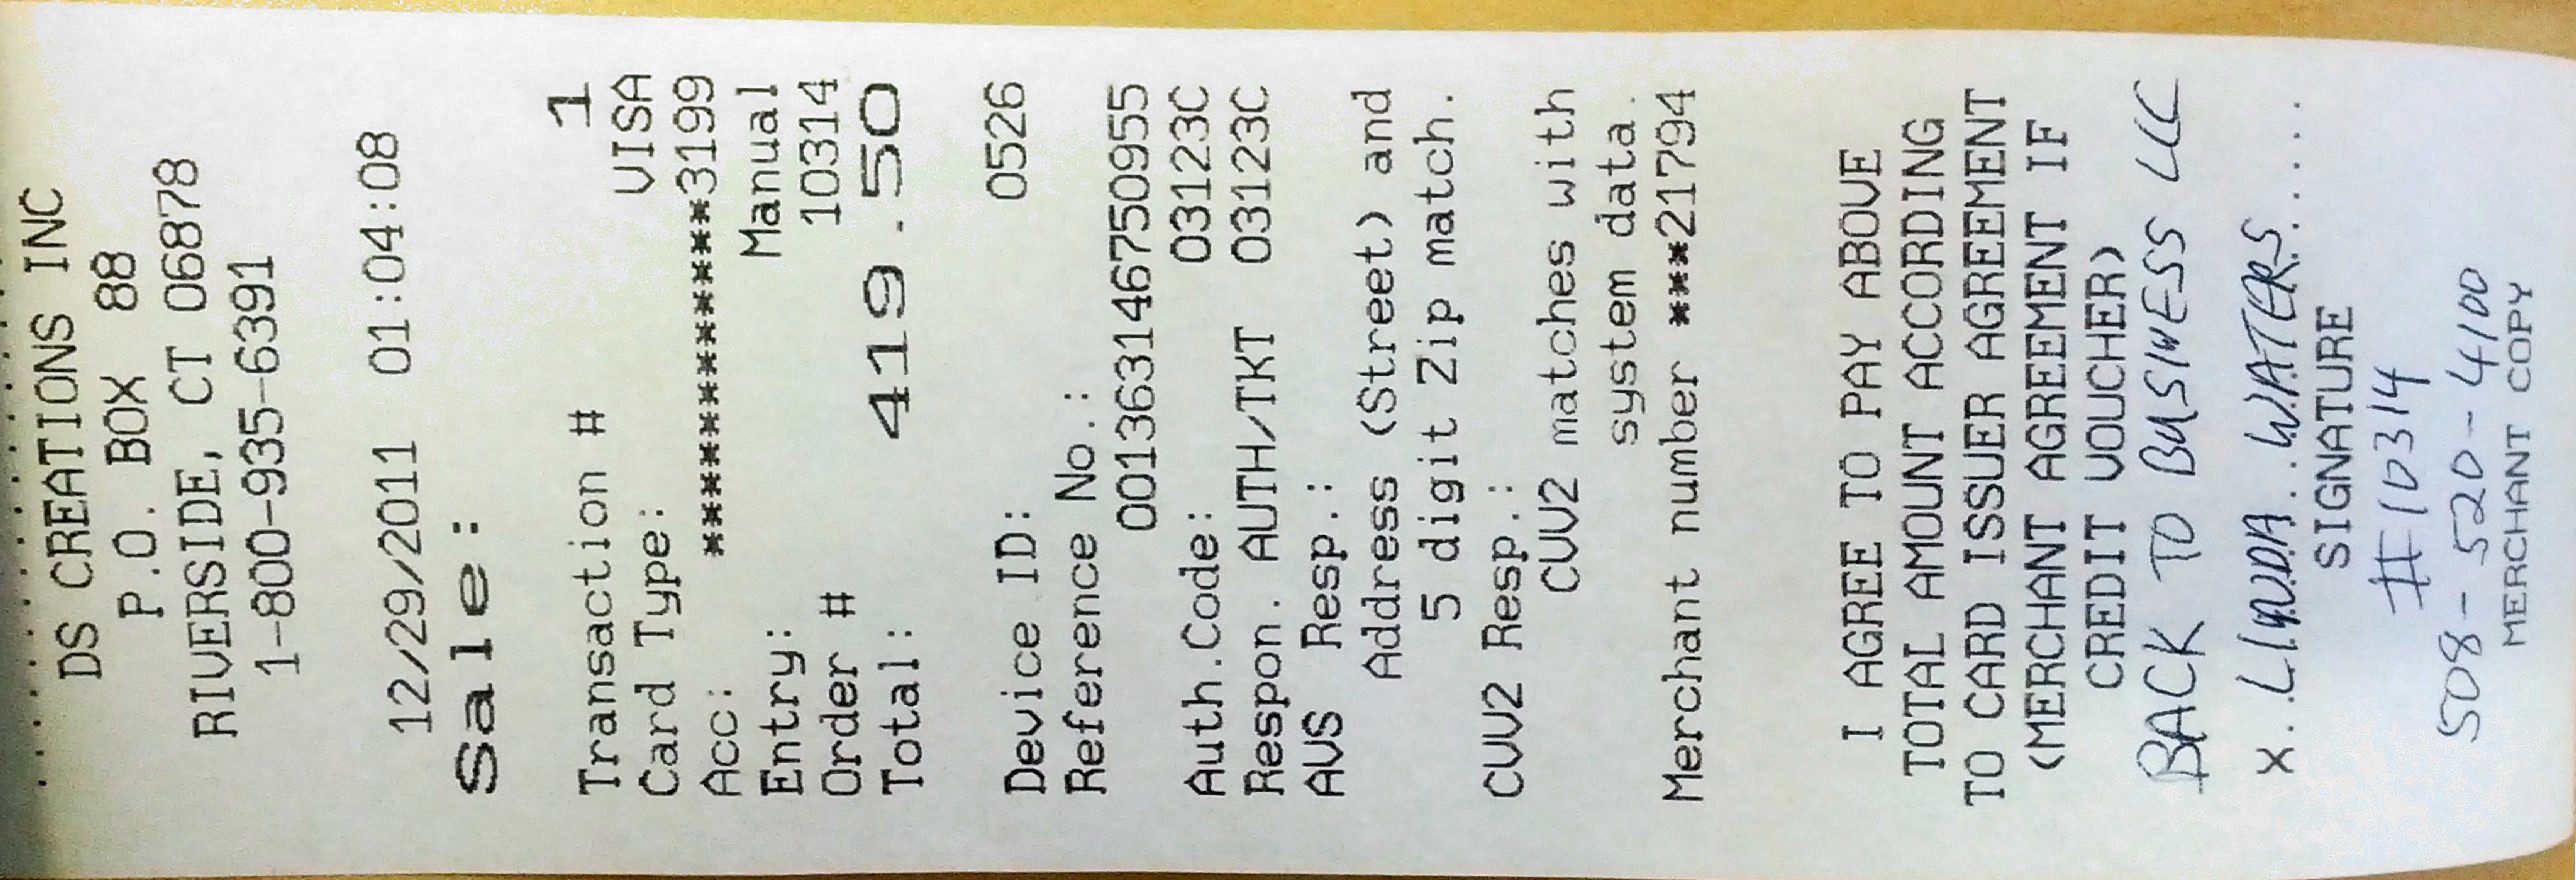 DS CREATIONS INC
P.O. BOX 88
RIVERSIDE, CT 06878
1-800-935-6391
12/29/2011 01:04:08
Sale:
Transaction # 1
Card Type: VISA
Acc:
************3199
Entry: Manual
Order # 10314
Total: 419.50
Device ID: 0526
Reference No.:
001363146750955
Auth.Code: 03123C
Respon. AUTH/TKT 03123C
AVS Resp.:
Address (Street) and
5 digit Zip match.
CVV2 Resp.:
CVV2 matches with
system data.
Merchant number ***21794
I AGREE TO PAY ABOVE
TOTAL AMOUNT ACCORDING
TO CARD ISSUER AGREEMENT
(MERCHANT AGREEMENT IF
CREDIT VOUCHER)
BACK TO BUSINESS LLC
X..LINDA..WATERS......
SIGNATURE
#10314
508-520-4100
MERCHANT COPY